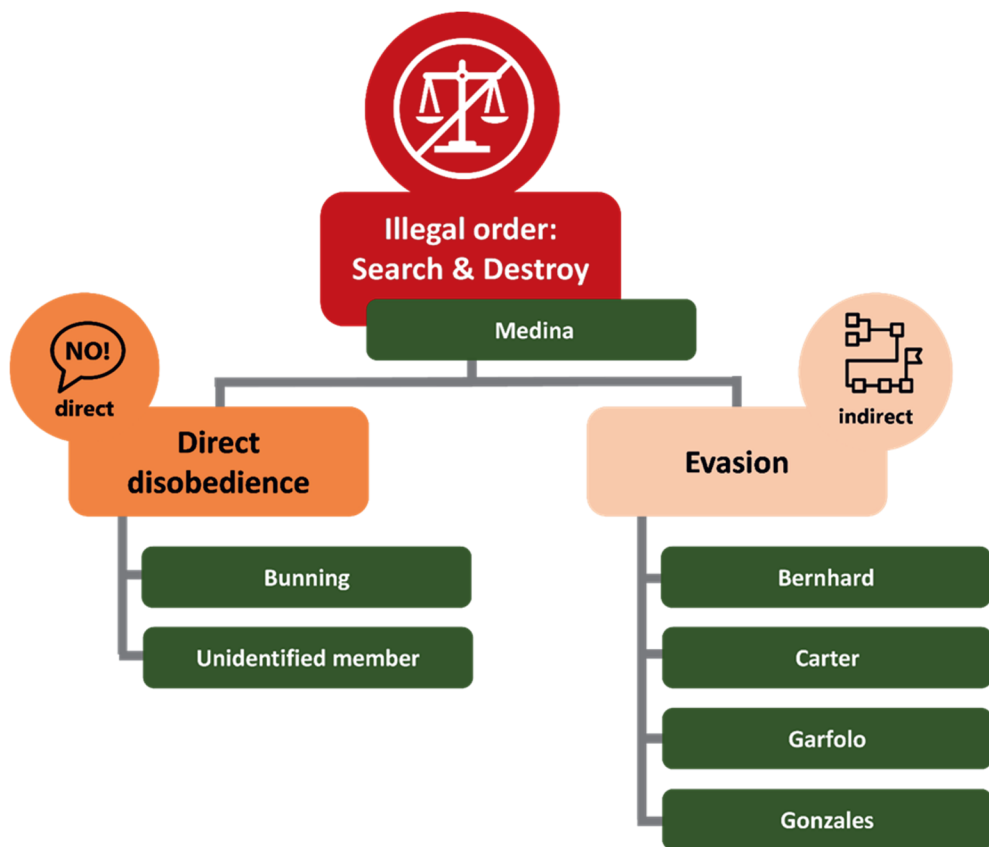 Illegal order:
Search & Destroy
Medina
NO!
direct
Direct
disobedience
Bunning
Unidentified member
indirect
Evasion
Bernhard
Carter
Garfolo
Gonzales